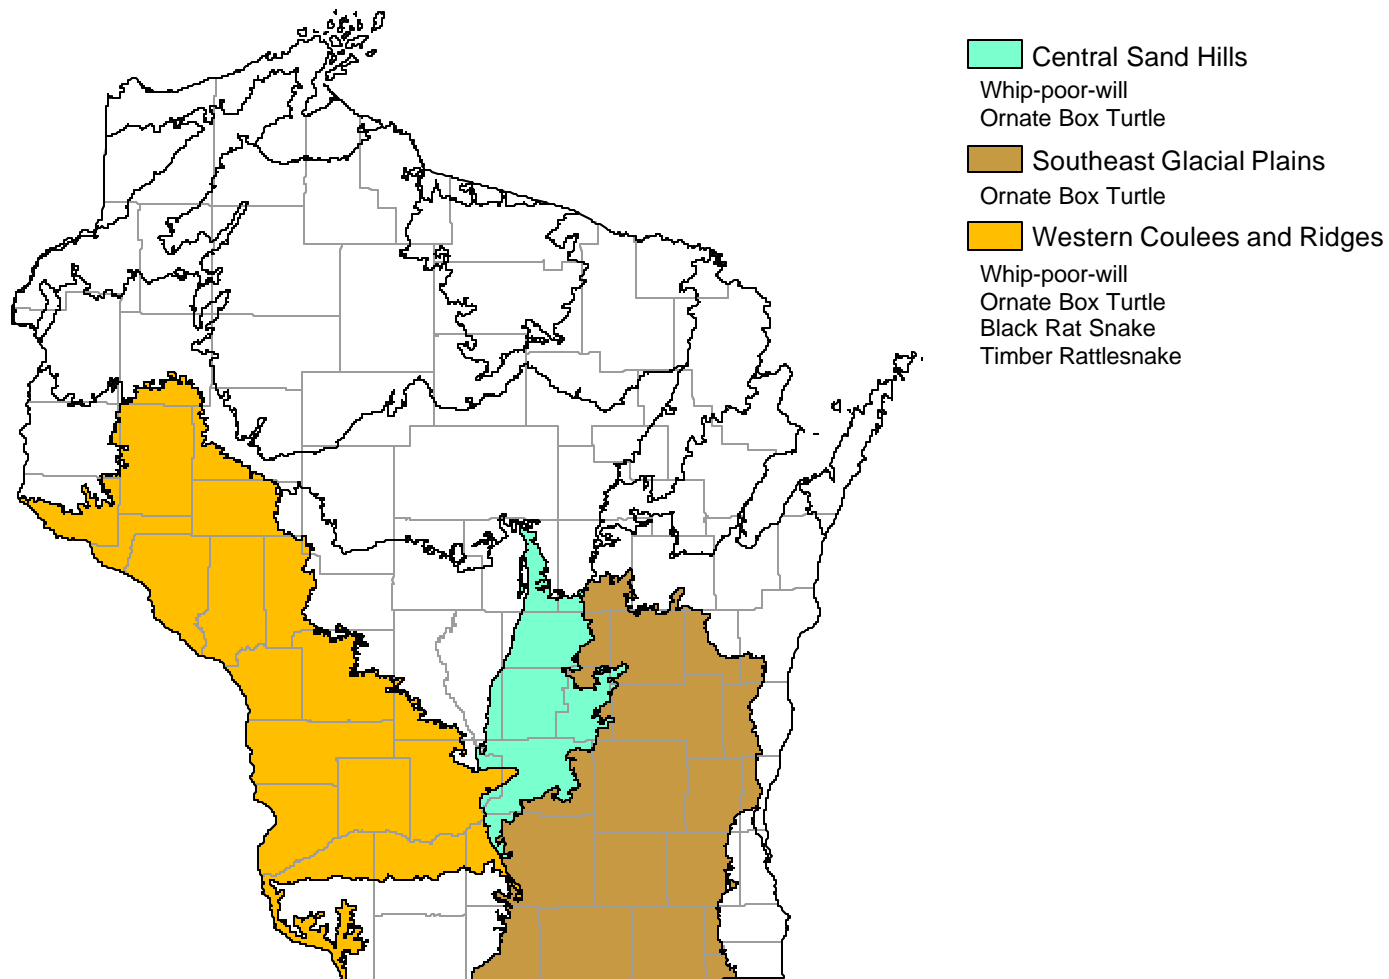 Central Sand Hills
Whip-poor-will
Ornate Box Turtle
Southeast Glacial Plains
Ornate Box Turtle
Western Coulees and Ridges
Whip-poor-will
Ornate Box Turtle
Black Rat Snake
Timber Rattlesnake